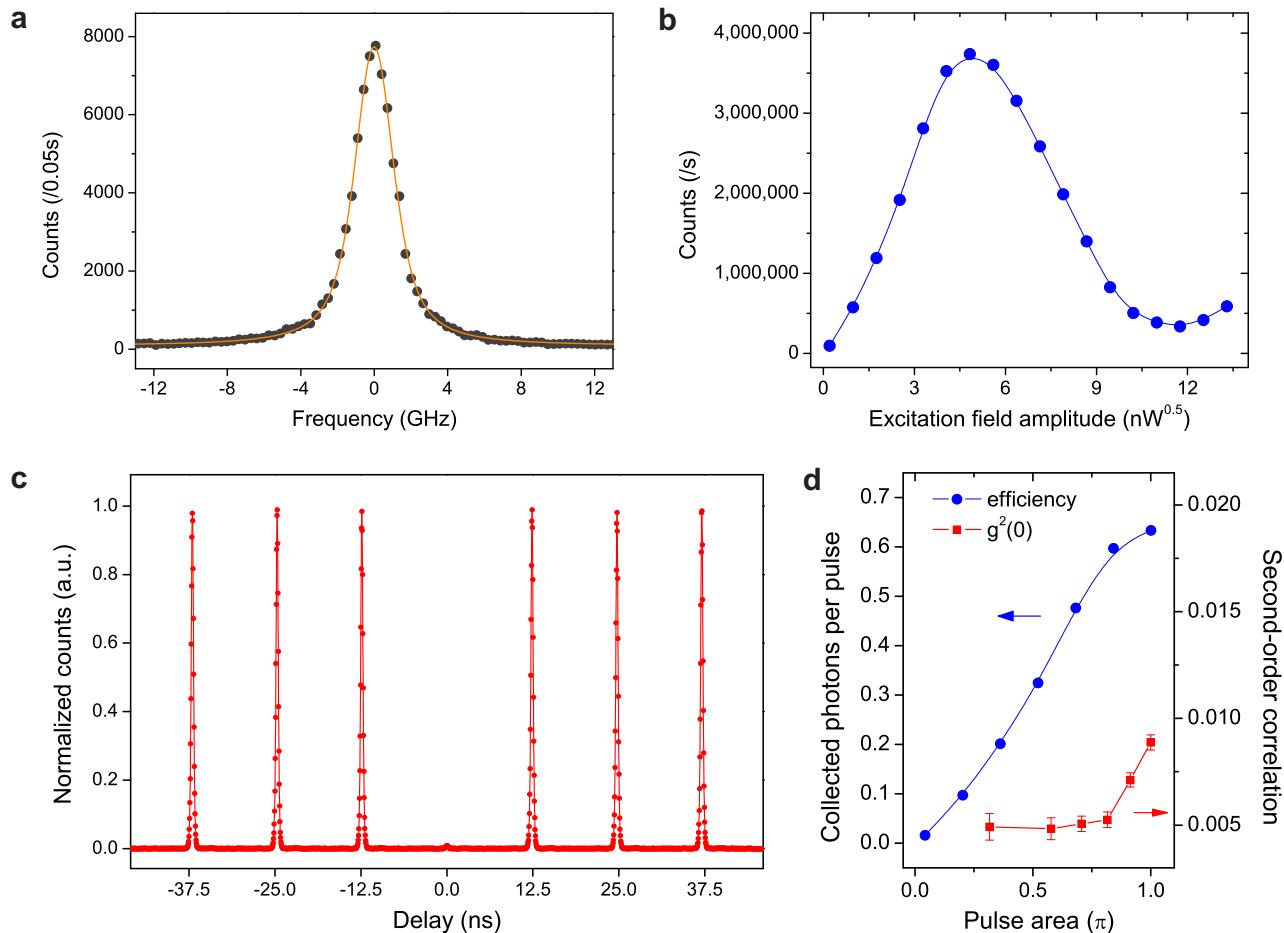 a
8000
6000
4000
2000
0
Counts (/0.05s)
-12 -8 -4 0 4 8 12
Frequency (GHz)
b
4,000,000
3,000,000
2,000,000
1,000,000
0
Counts (/s)
0 3 6 9 12
Excitation field amplitude (nW^0.5)
c
1.0
0.8
0.6
0.4
0.2
0.0
Normalized counts (a.u.)
-37.5 -25.0 -12.5 0.0 12.5 25.0 37.5
Delay (ns)
d
efficiency
g²(0)
0.7
0.6
0.5
0.4
0.3
0.2
0.1
0.0
Collected photons per pulse
0.020
0.015
0.010
0.005
Second-order correlation
0.0 0.5 1.0
Pulse area (π)